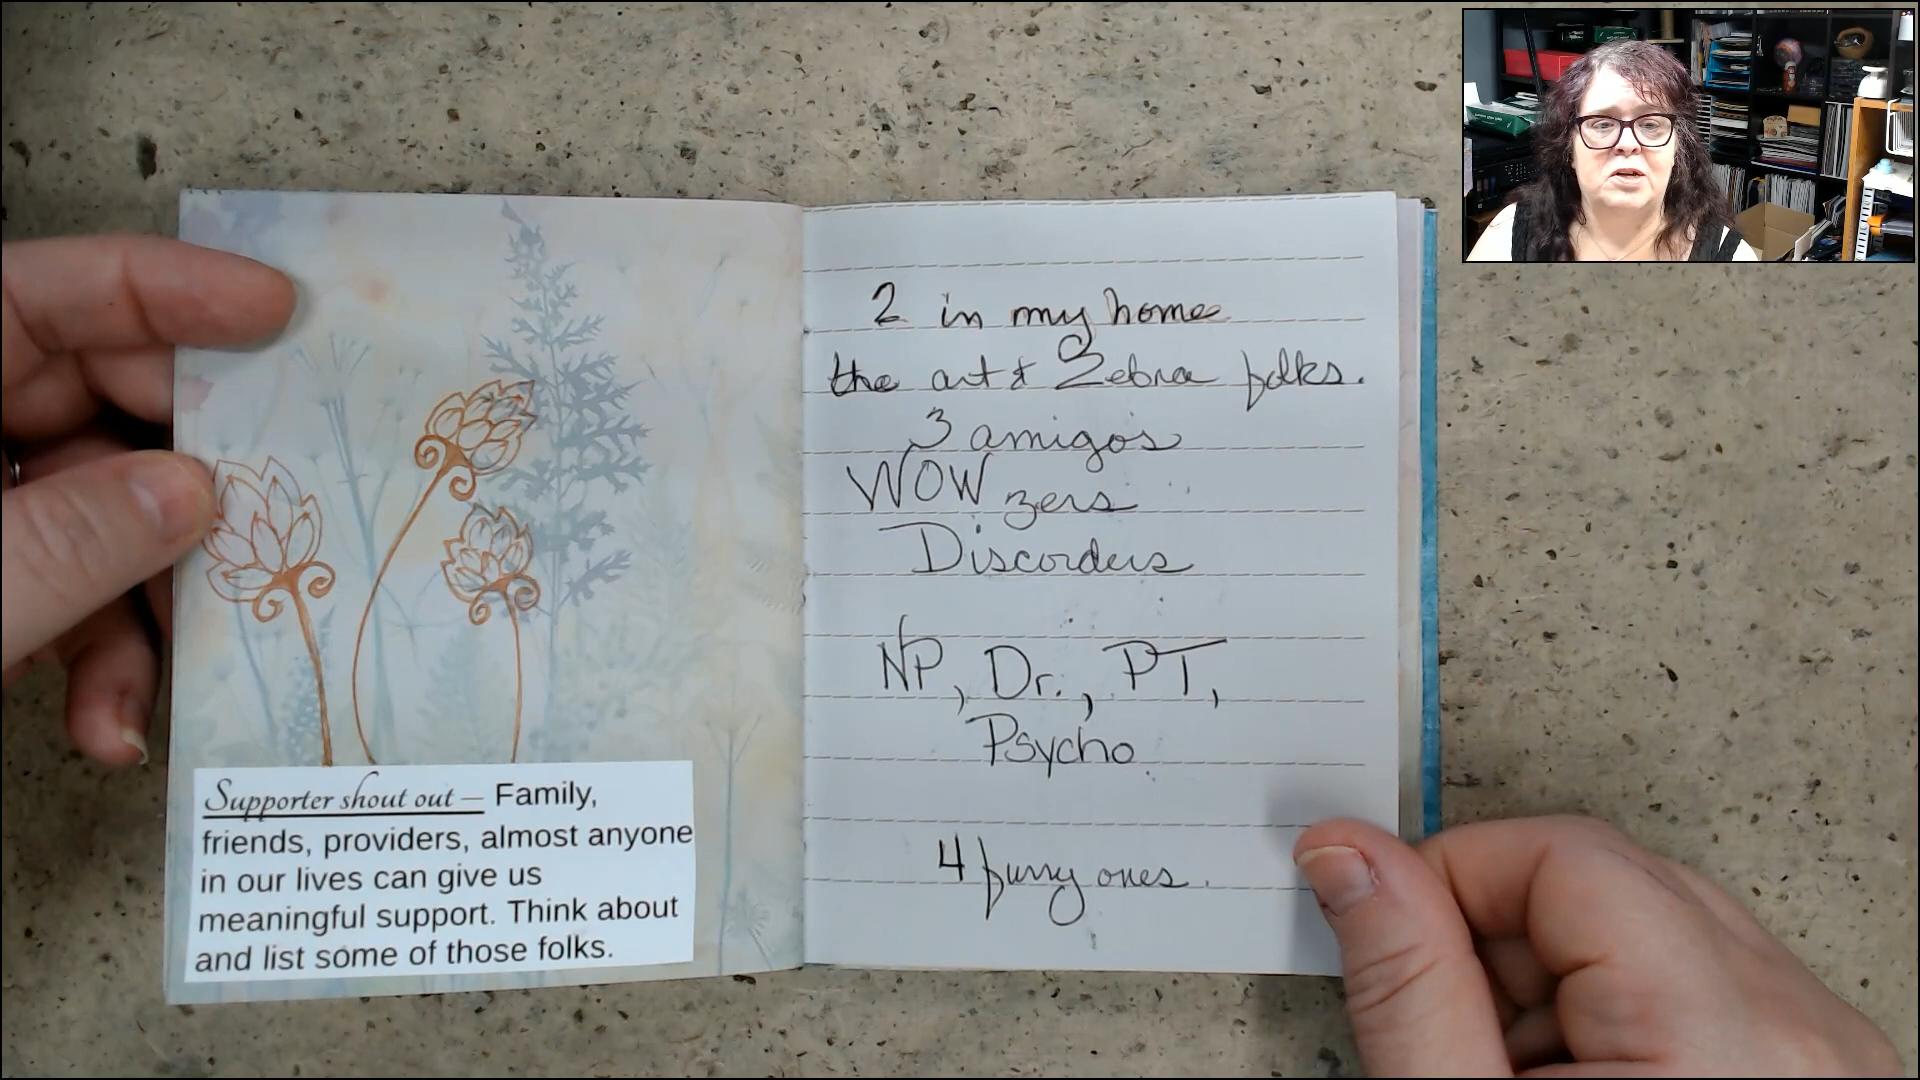 Supporter shout out — Family,
friends, providers, almost anyone
in our lives can give us
meaningful support. Think about
and list some of those folks.
2 in my home
the art & Zebra folks.
3 amigos
WOW zers
Discorders
NP, Dr., PT,
Psycho
4 furry ones.